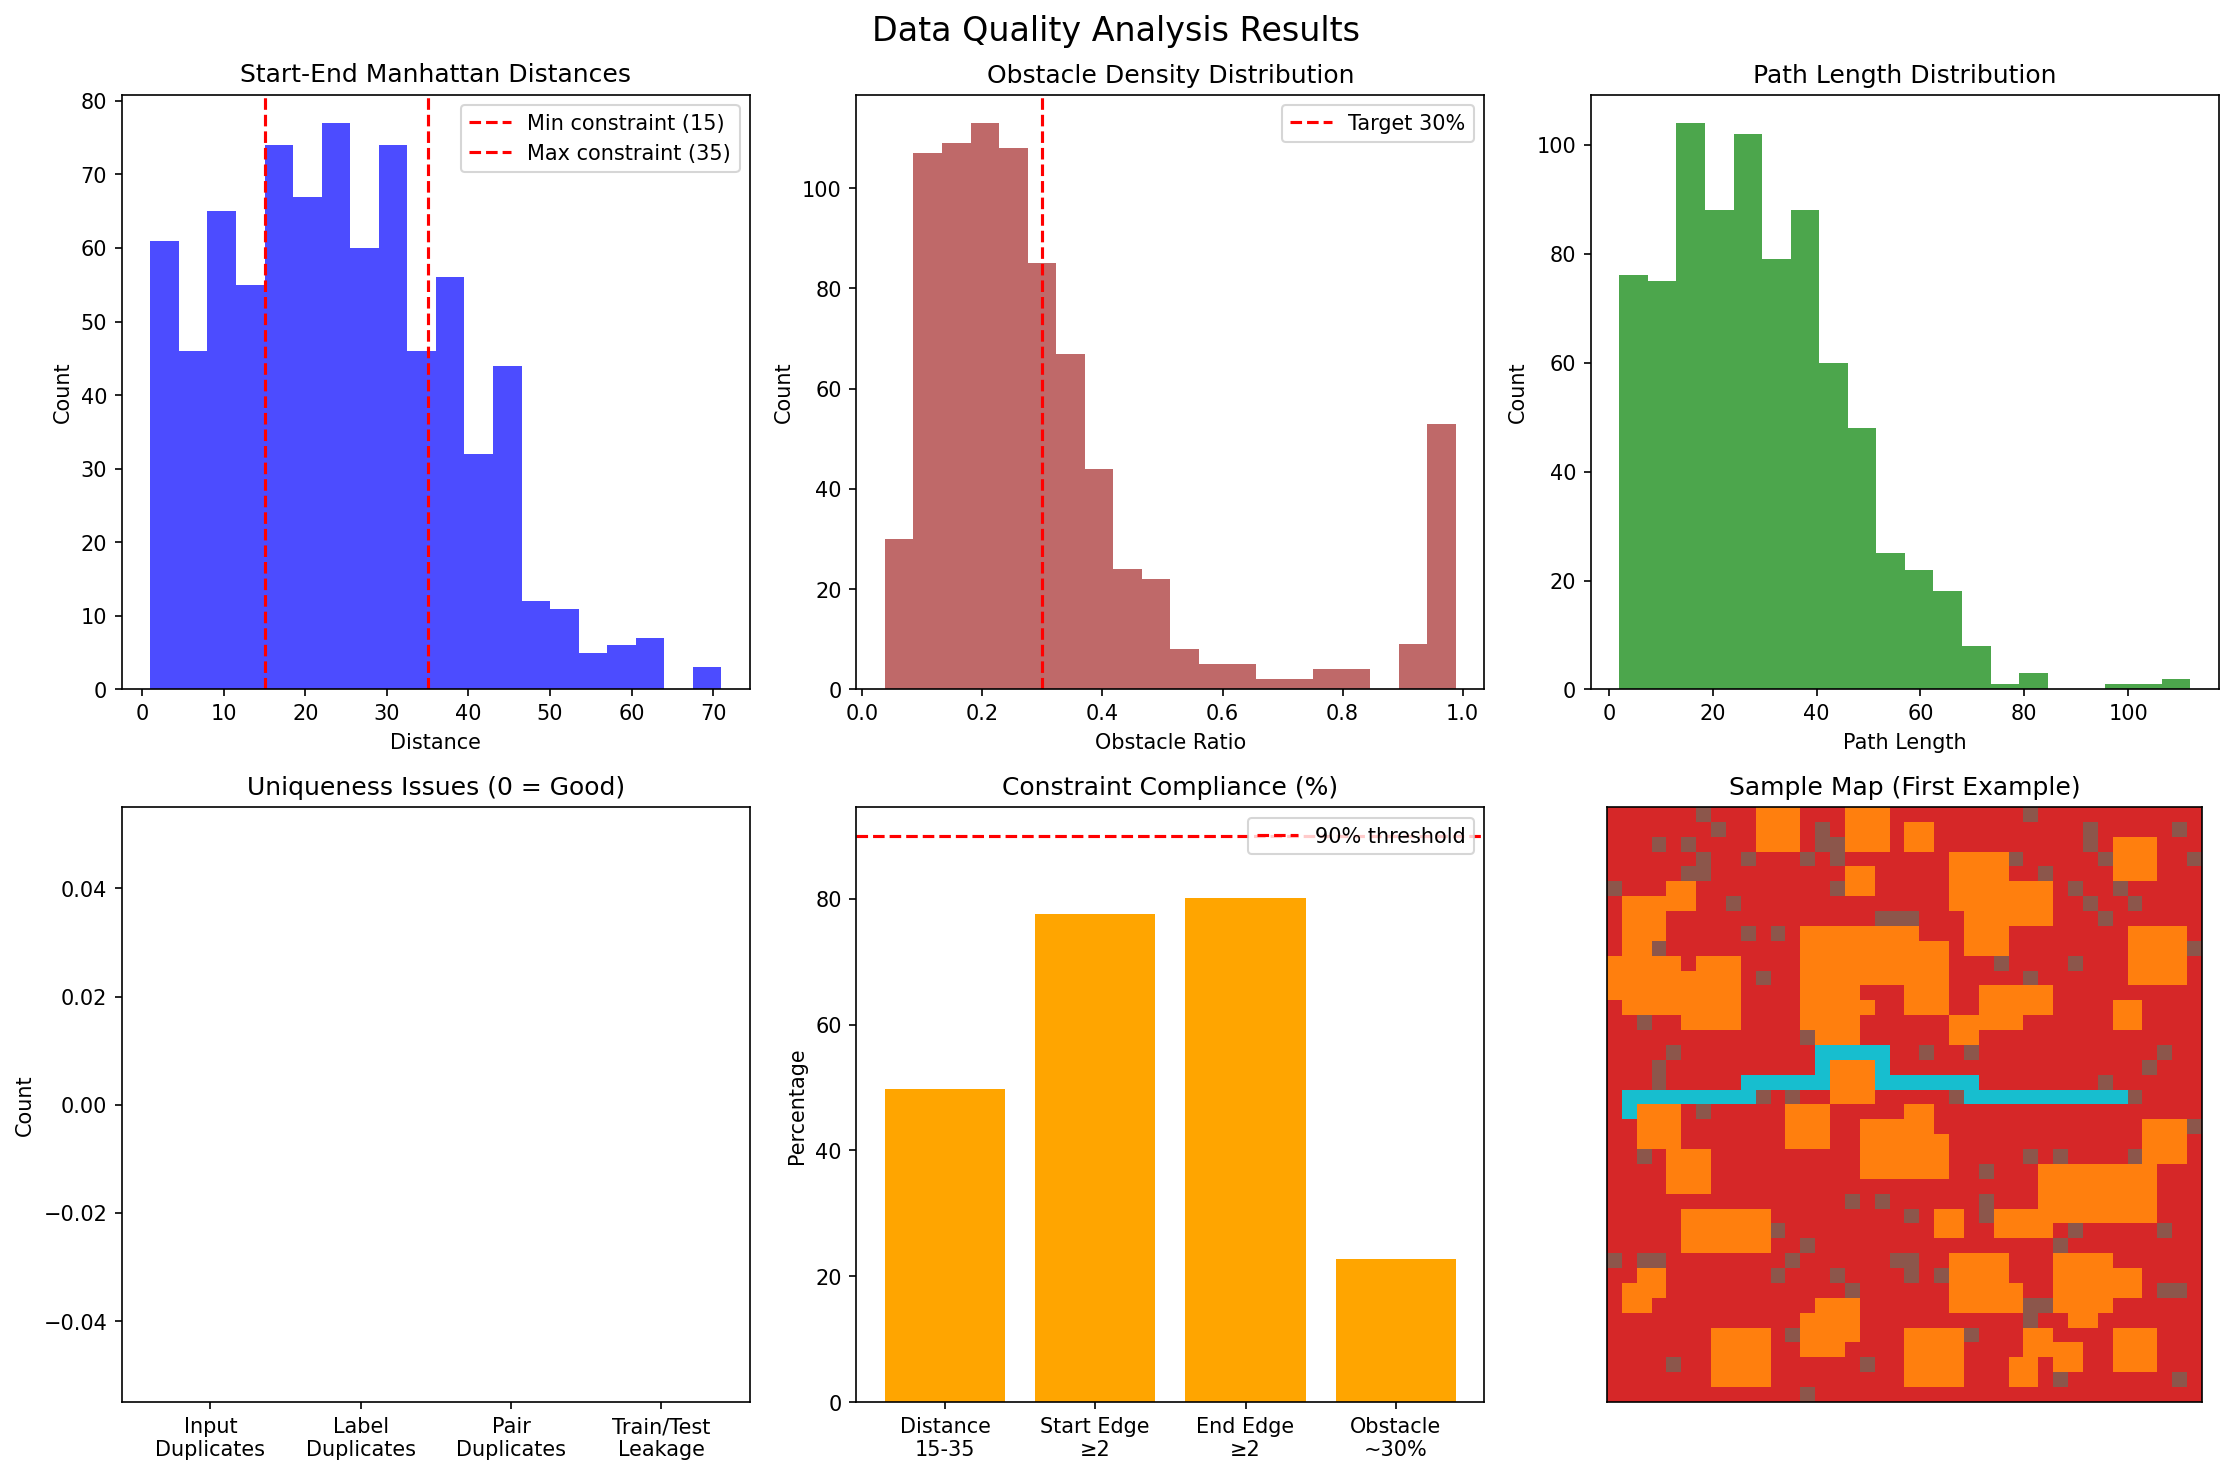 Data Quality Analysis Results
Start-End Manhattan Distances
80
70
60
50
40
30
20
10
0
Count
Min constraint (15)
Max constraint (35)
0 10 20 30 40 50 60 70
Distance
Obstacle Density Distribution
100
80
60
40
20
0
Count
Target 30%
0.0 0.2 0.4 0.6 0.8 1.0
Obstacle Ratio
Path Length Distribution
100
80
60
40
20
0
Count
0 20 40 60 80 100
Path Length
Uniqueness Issues (0 = Good)
0.04
0.02
0.00
−0.02
−0.04
Count
Input
Duplicates
Label
Duplicates
Pair
Duplicates
Train/Test
Leakage
Constraint Compliance (%)
90% threshold
80
60
40
20
0
Percentage
Distance
15-35
Start Edge
≥2
End Edge
≥2
Obstacle
~30%
Sample Map (First Example)